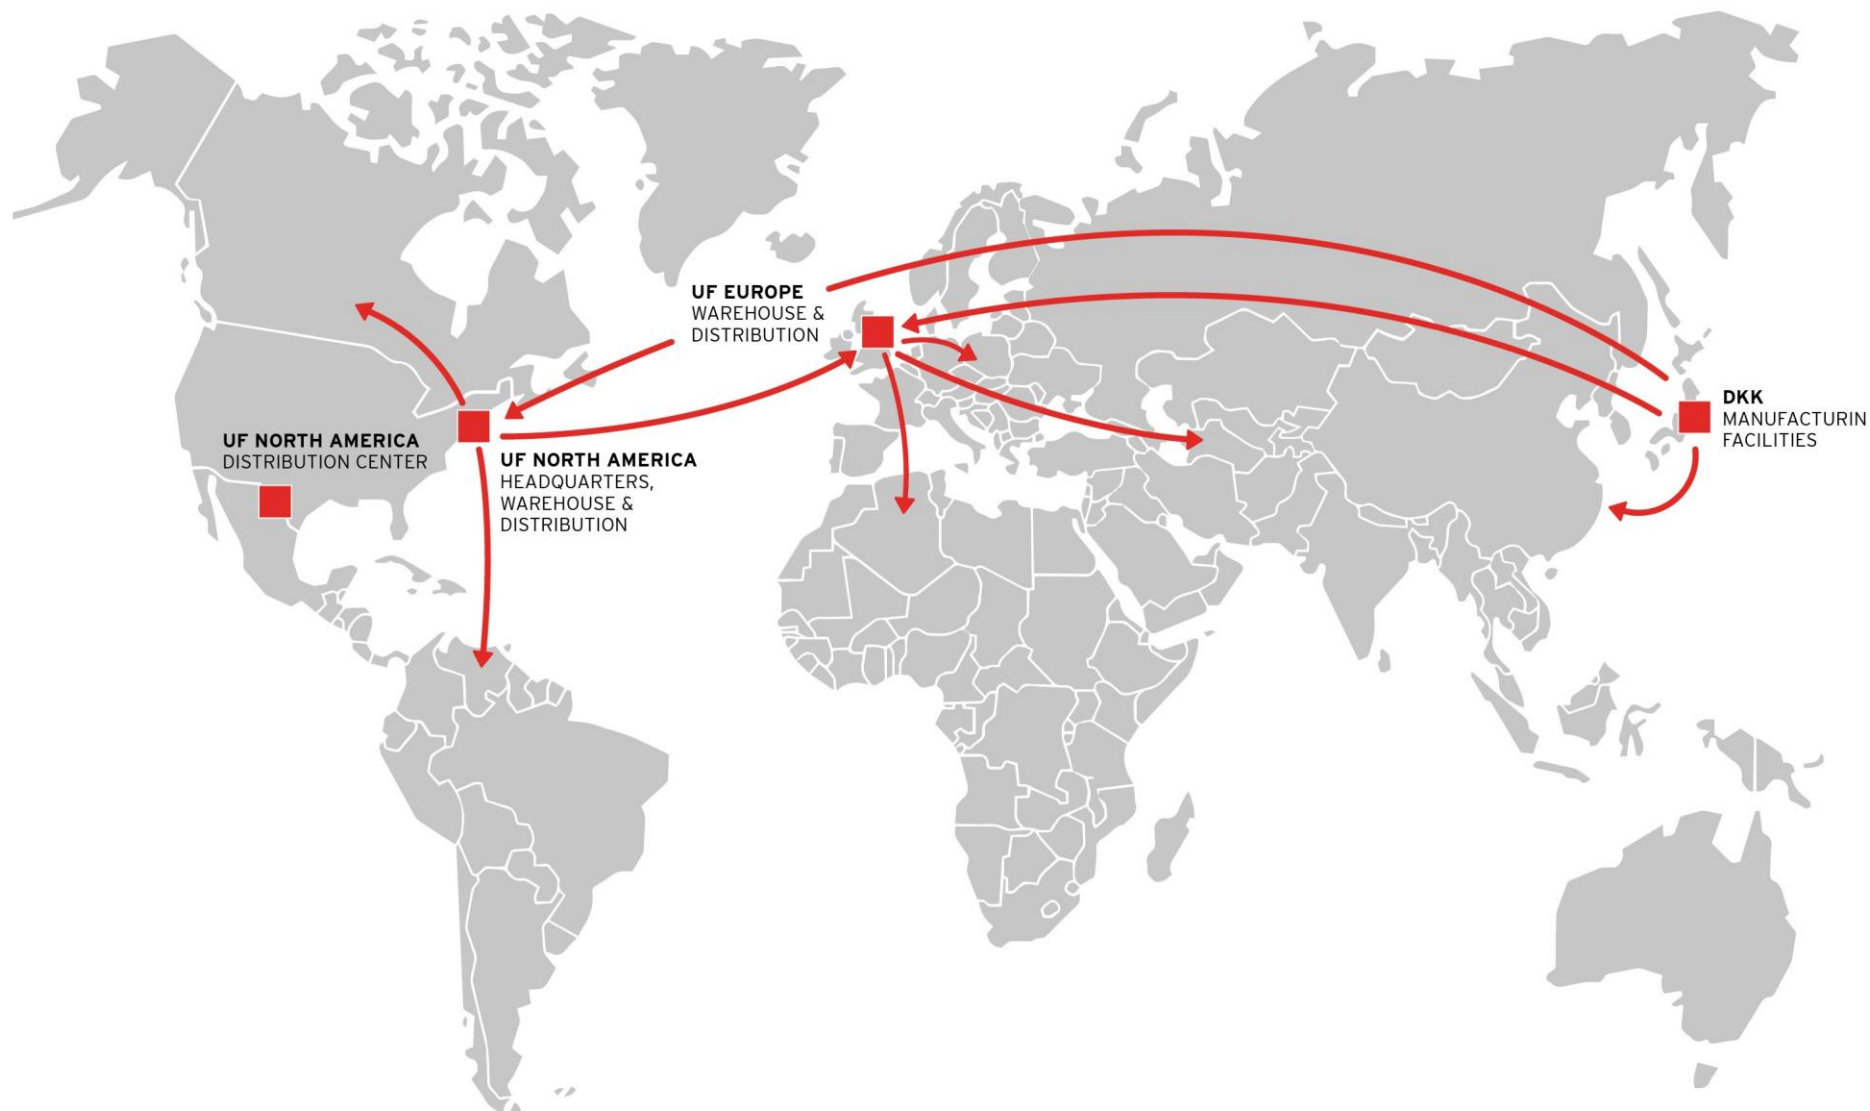 UF EUROPE
WAREHOUSE &
DISTRIBUTION
DKK
MANUFACTURIN
FACILITIES
UF NORTH AMERICA
DISTRIBUTION CENTER
UF NORTH AMERICA
HEADQUARTERS,
WAREHOUSE &
DISTRIBUTION